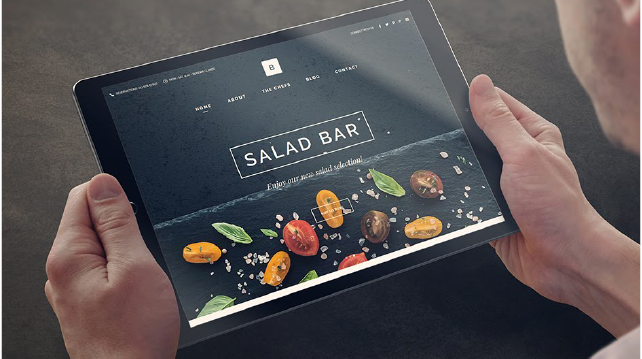 B
HOME ABOUT THE CHEFS BLOG CONTACT
SALAD BAR
Enjoy our new salad selection!